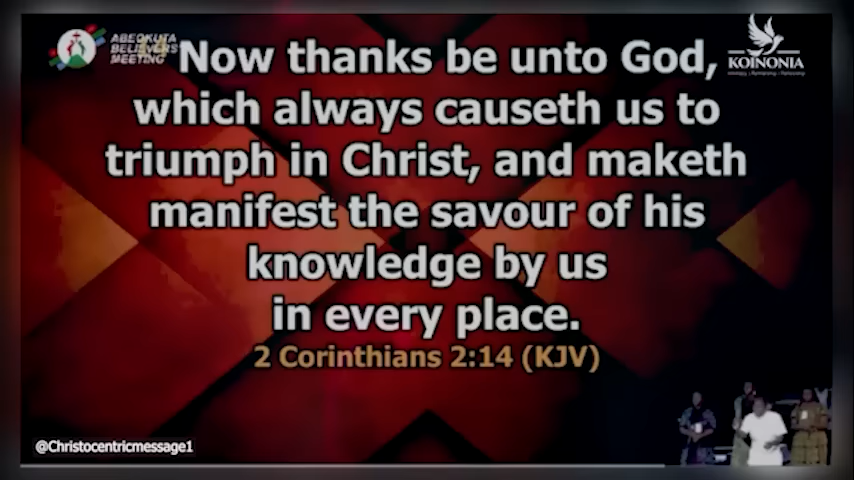 ABEOKUTA
BELIEVERS'
MEETING
KOINONIA
Now thanks be unto God,
which always causeth us to
triumph in Christ, and maketh
manifest the savour of his
knowledge by us
in every place.
2 Corinthians 2:14 (KJV)
@Christocentricmessage1